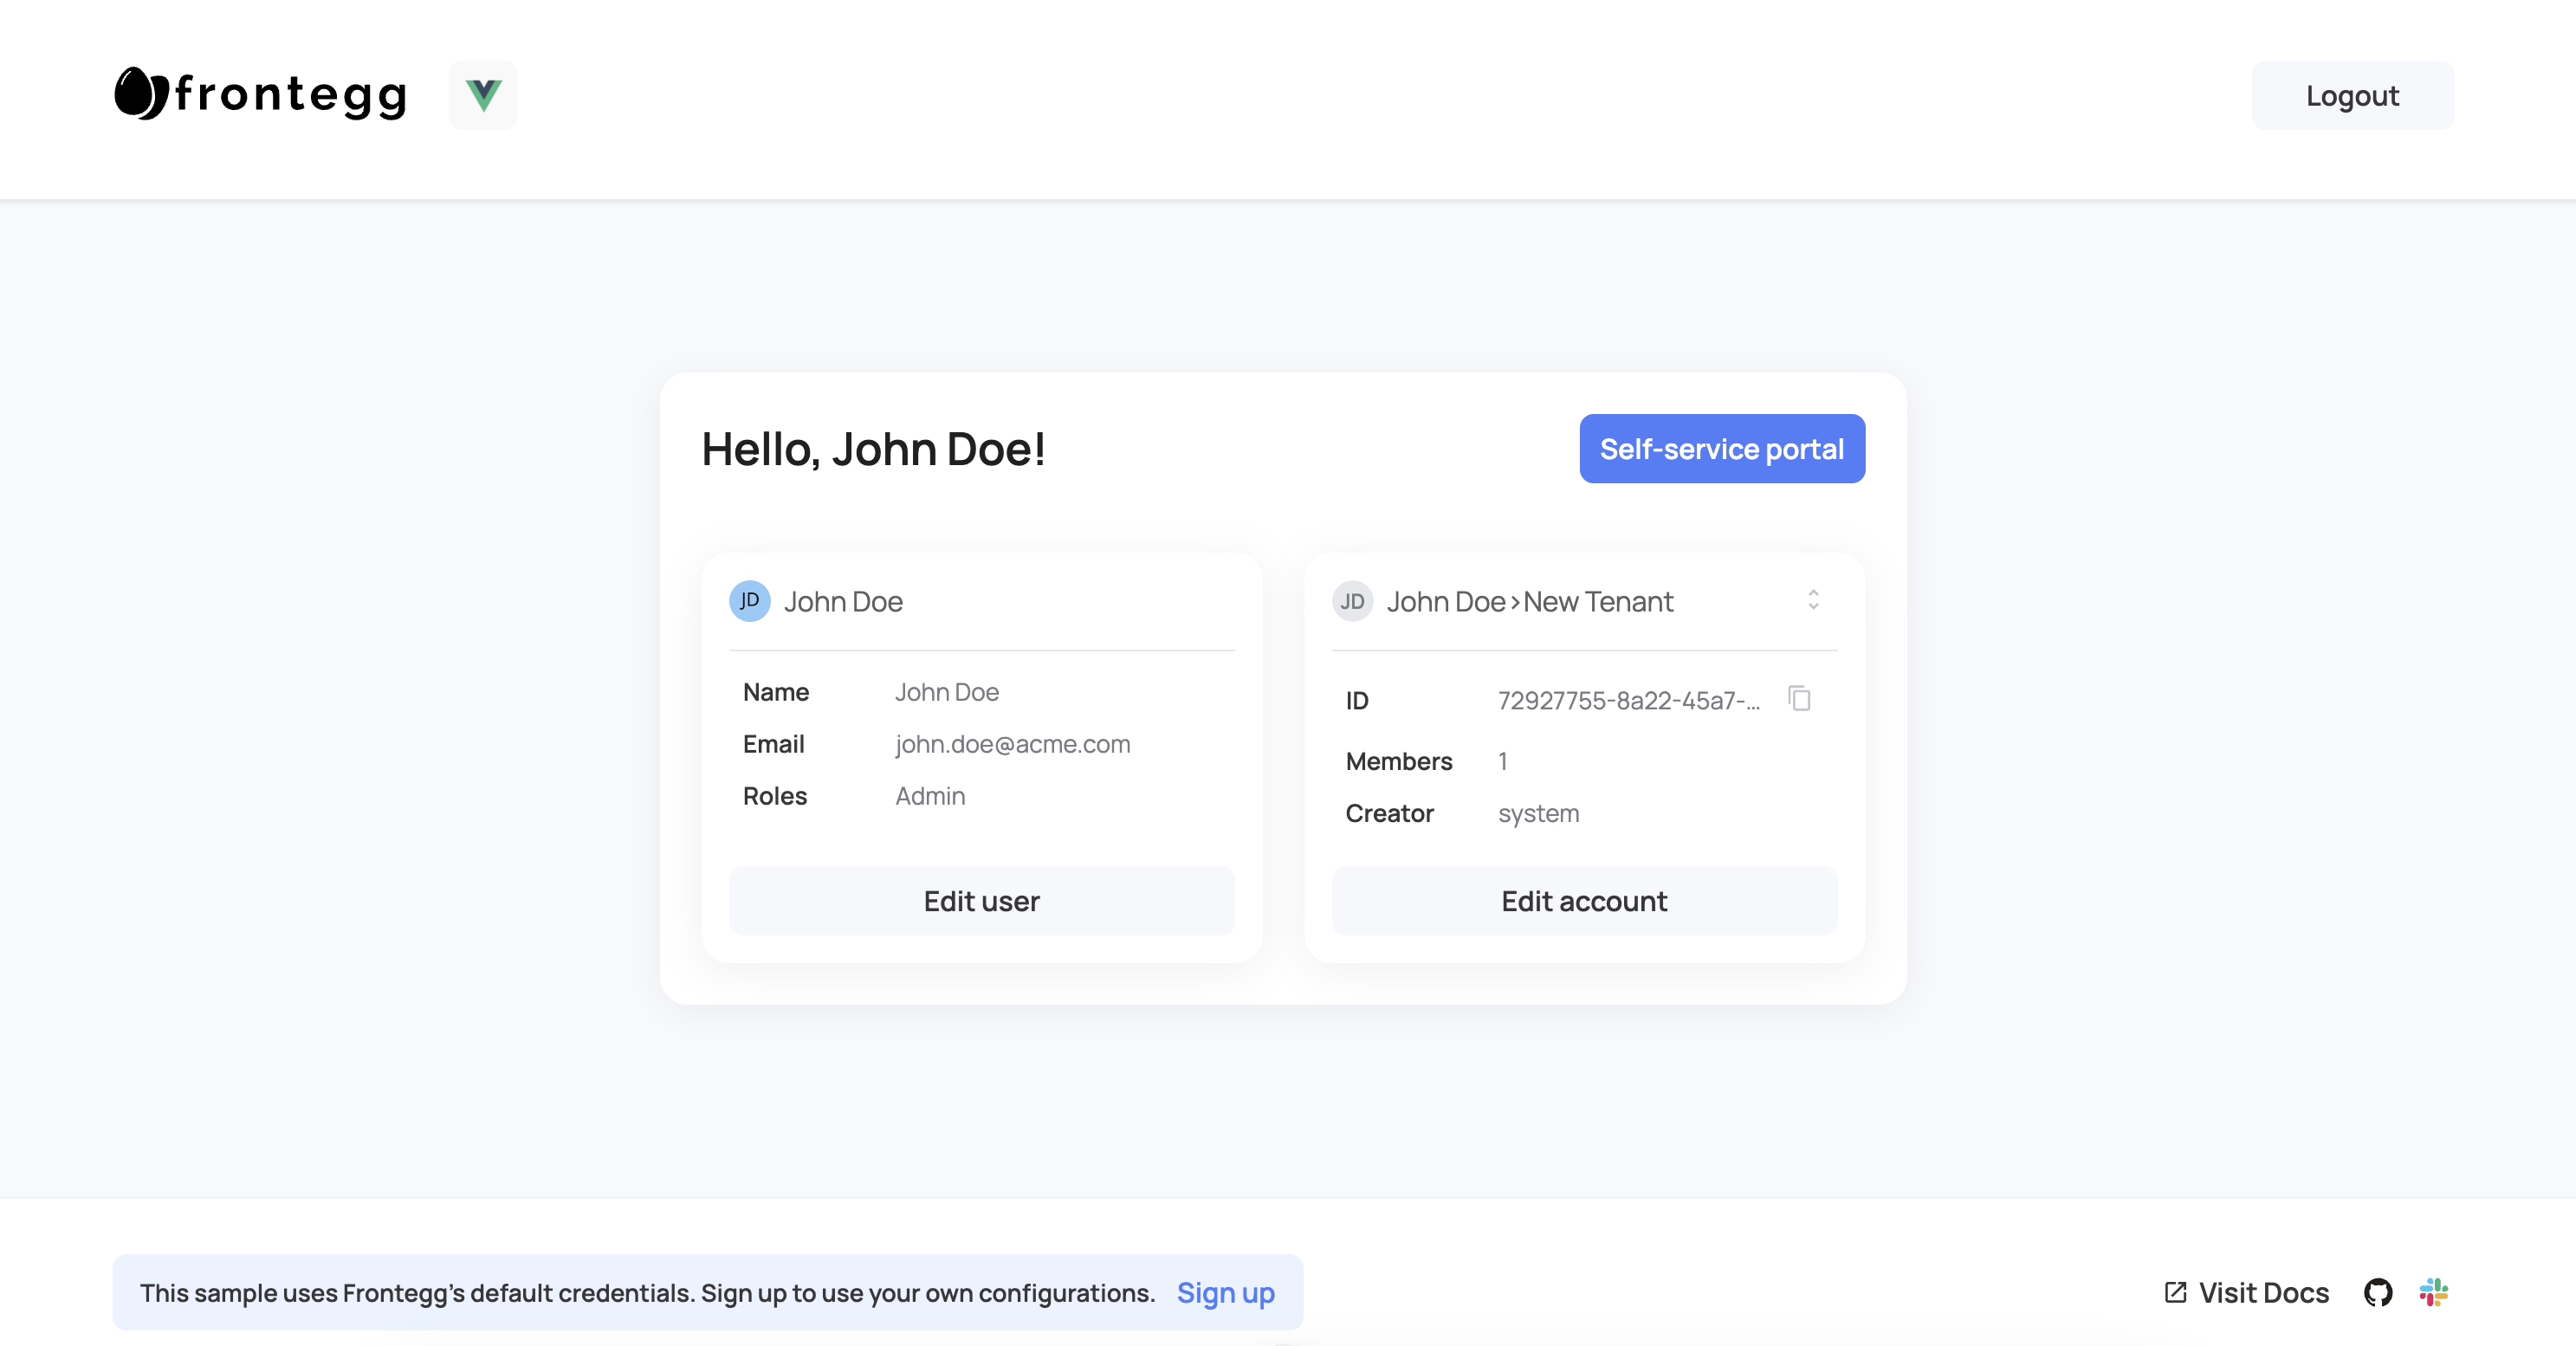 frontegg
Logout
Hello, John Doe!
Self-service portal
JD John Doe
Name John Doe
Email john.doe@acme.com
Roles Admin
Edit user
JD John Doe>New Tenant
ID 72927755-8a22-45a7-...
Members 1
Creator system
Edit account
This sample uses Frontegg's default credentials. Sign up to use your own configurations. Sign up
Visit Docs